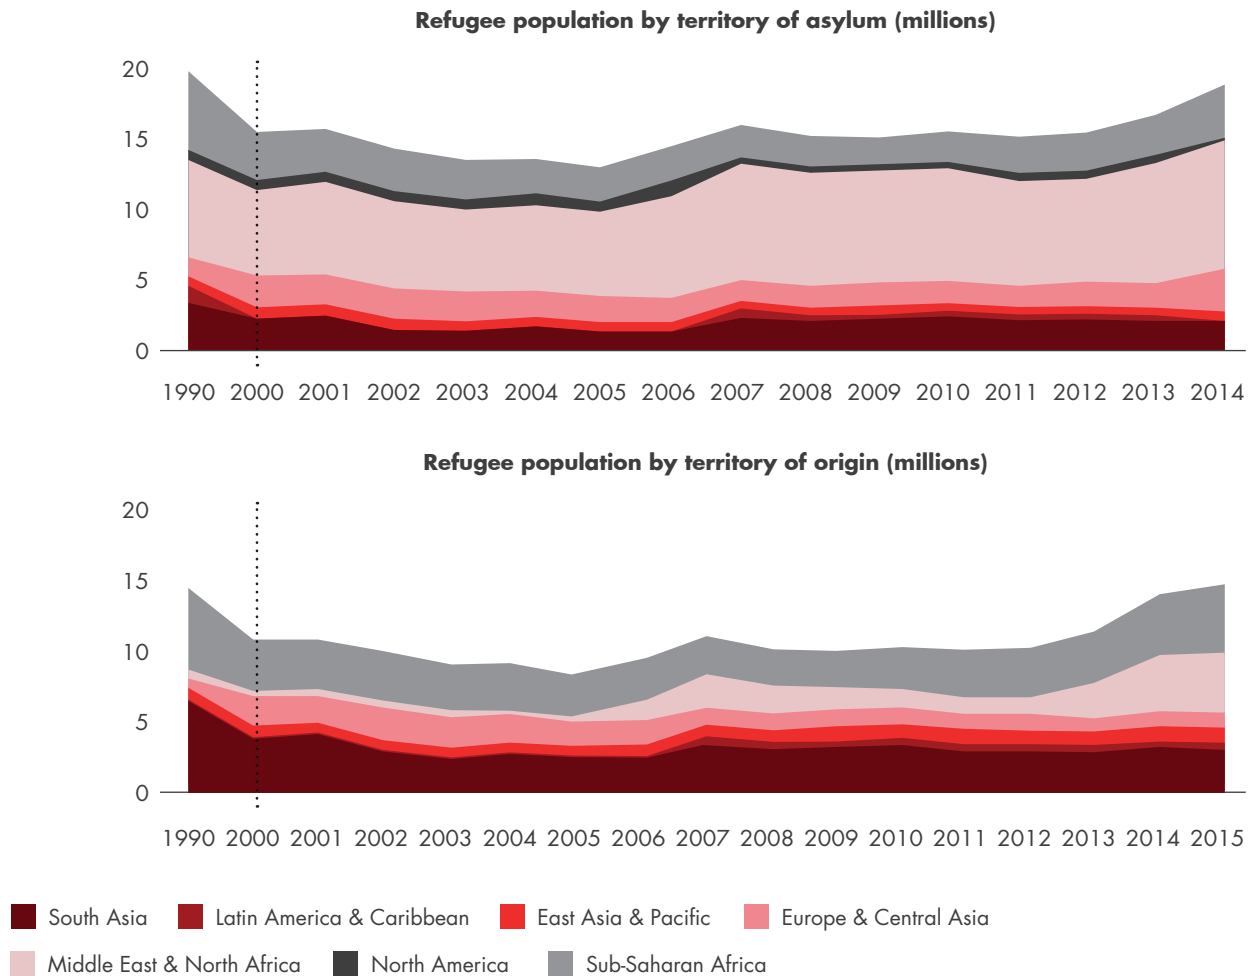 Refugee population by territory of asylum (millions)
20
15
10
5
0
1990 2000 2001 2002 2003 2004 2005 2006 2007 2008 2009 2010 2011 2012 2013 2014
Refugee population by territory of origin (millions)
20
15
10
5
0
1990 2000 2001 2002 2003 2004 2005 2006 2007 2008 2009 2010 2011 2012 2013 2014 2015
South Asia Latin America & Caribbean East Asia & Pacific Europe & Central Asia
Middle East & North Africa North America Sub-Saharan Africa